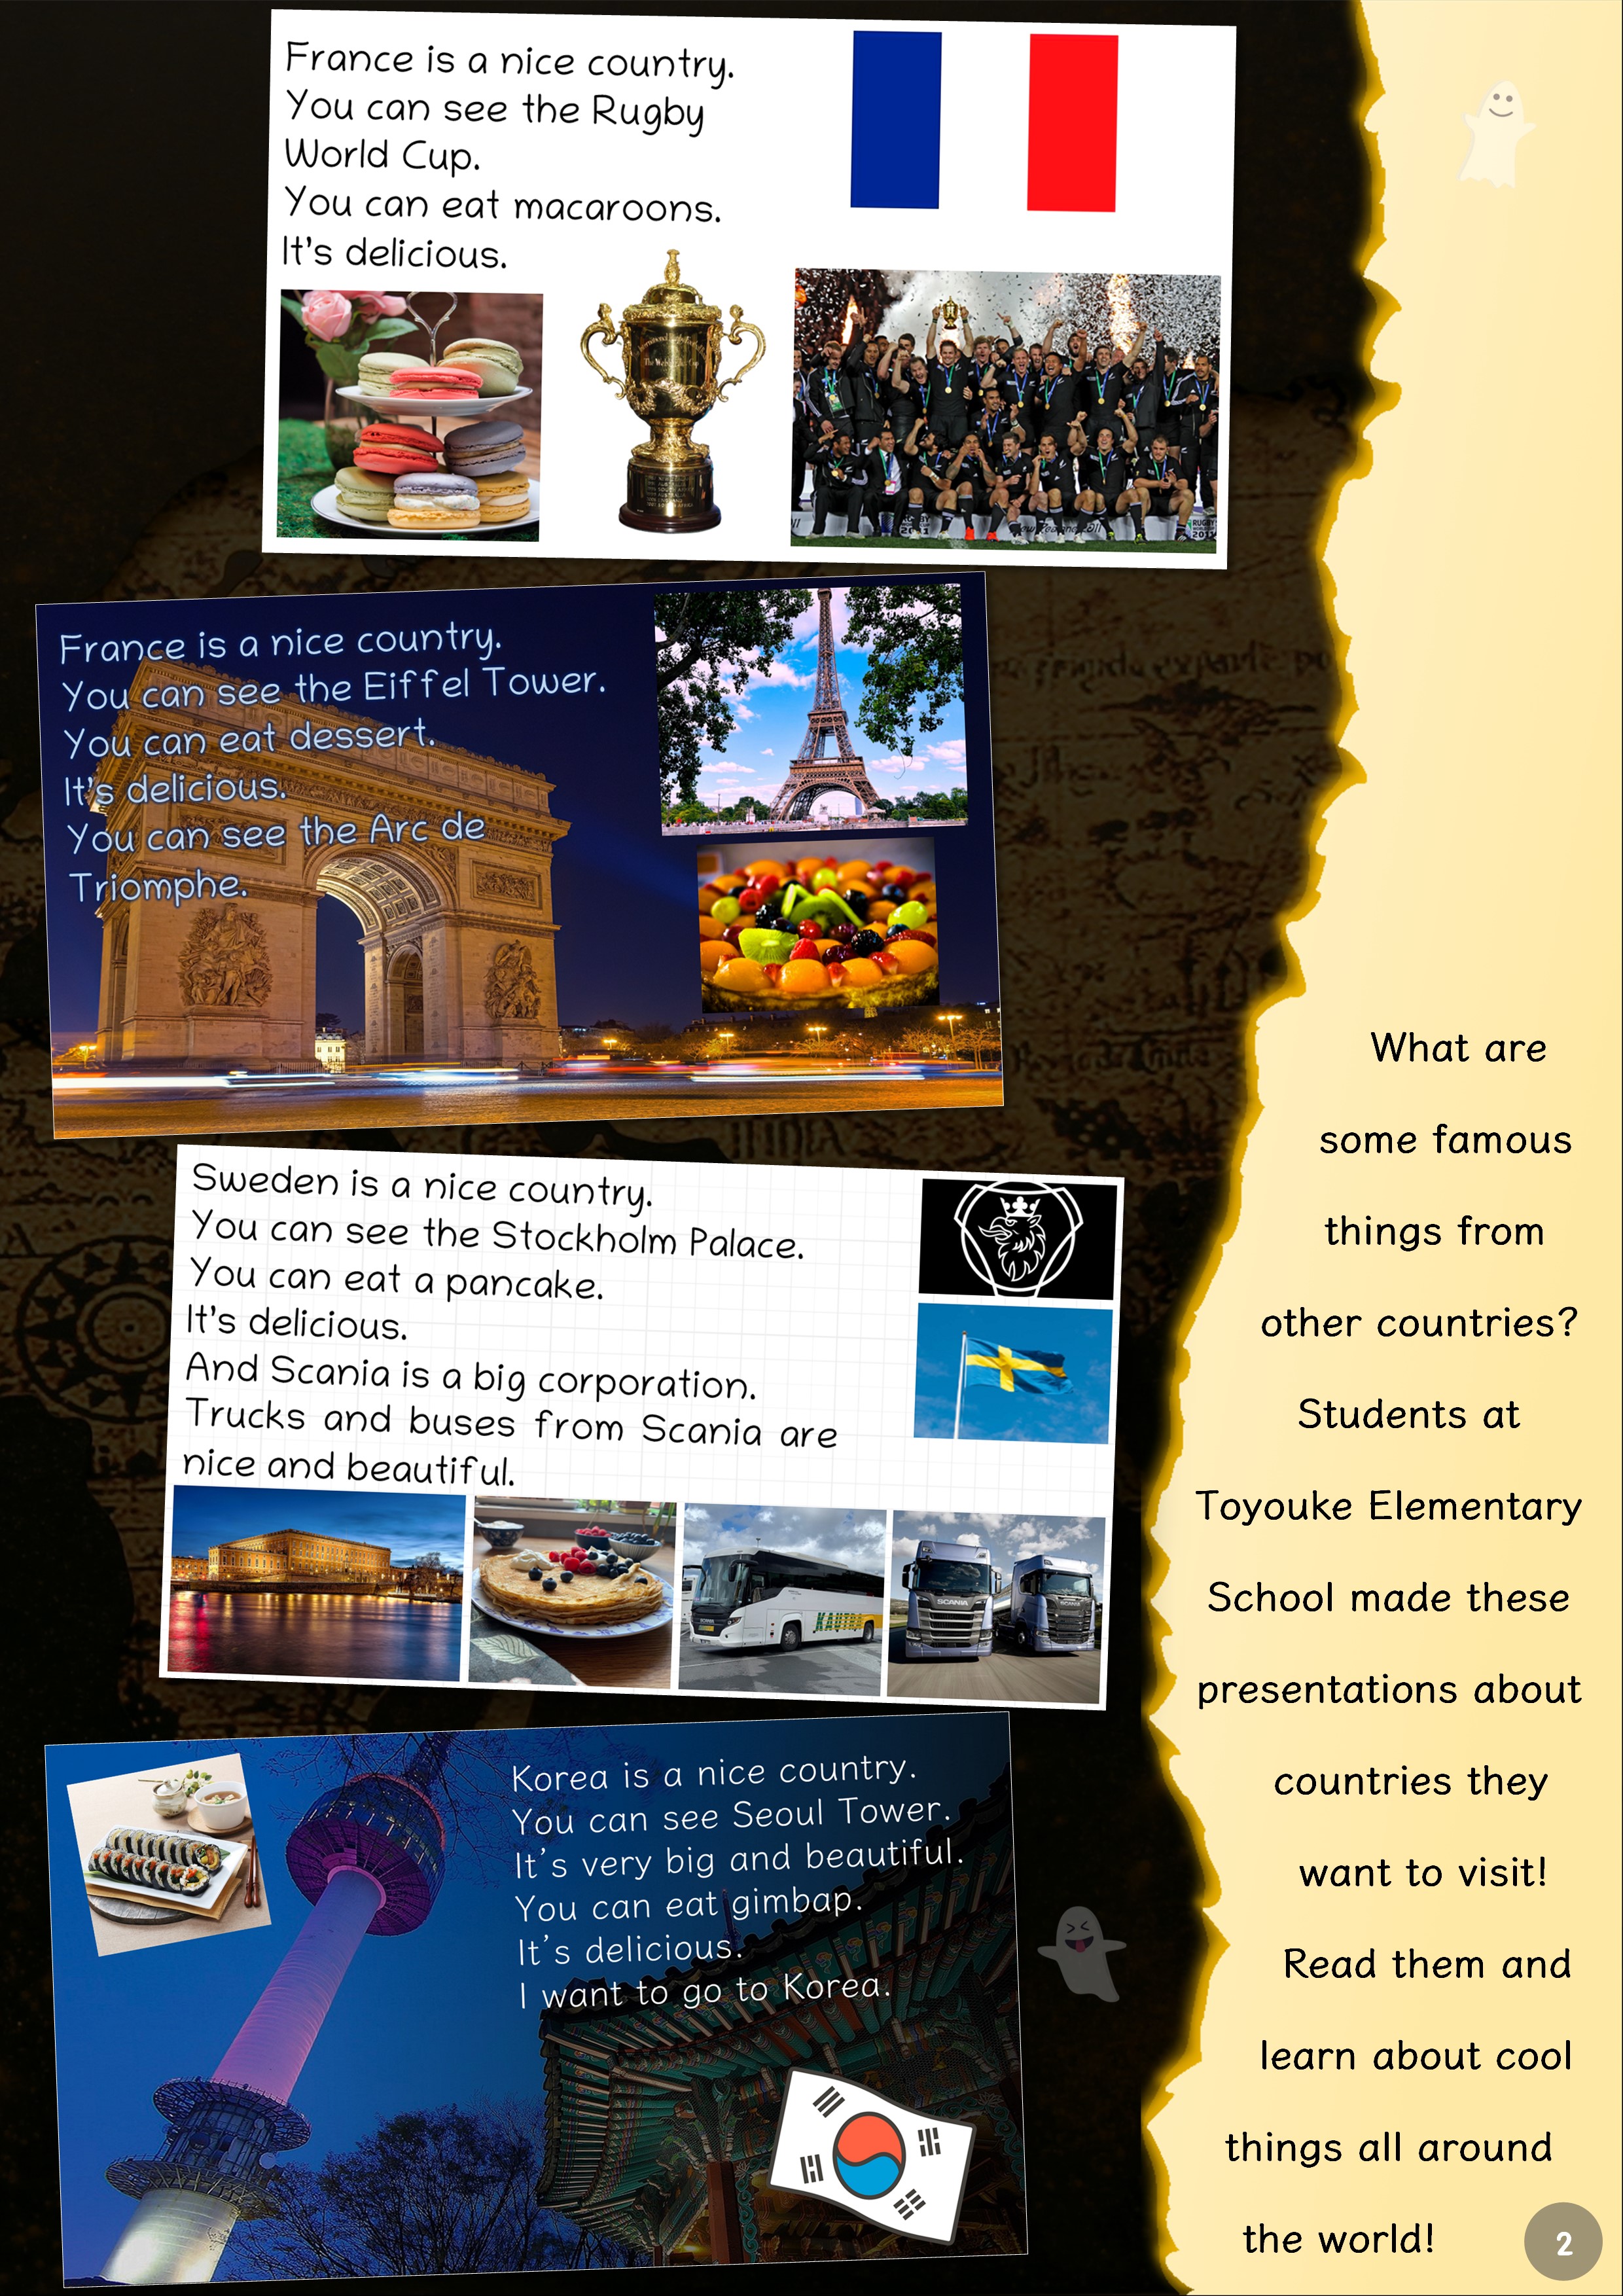 France is a nice country.
You can see the Rugby
World Cup.
You can eat macaroons.
It's delicious.
France is a nice country.
You can see the Eiffel Tower.
You can eat dessert.
It's delicious.
You can see the Arc de
Triomphe.
Sweden is a nice country.
You can see the Stockholm Palace.
You can eat a pancake.
It's delicious.
And Scania is a big corporation.
Trucks and buses from Scania are
nice and beautiful.
SCANIA
Korea is a nice country.
You can see Seoul Tower.
It's very big and beautiful.
You can eat gimbap.
It's delicious.
I want to go to Korea.
What are
some famous
things from
other countries?
Students at
Toyouke Elementary
School made these
presentations about
countries they
want to visit!
Read them and
learn about cool
things all around
the world!
2